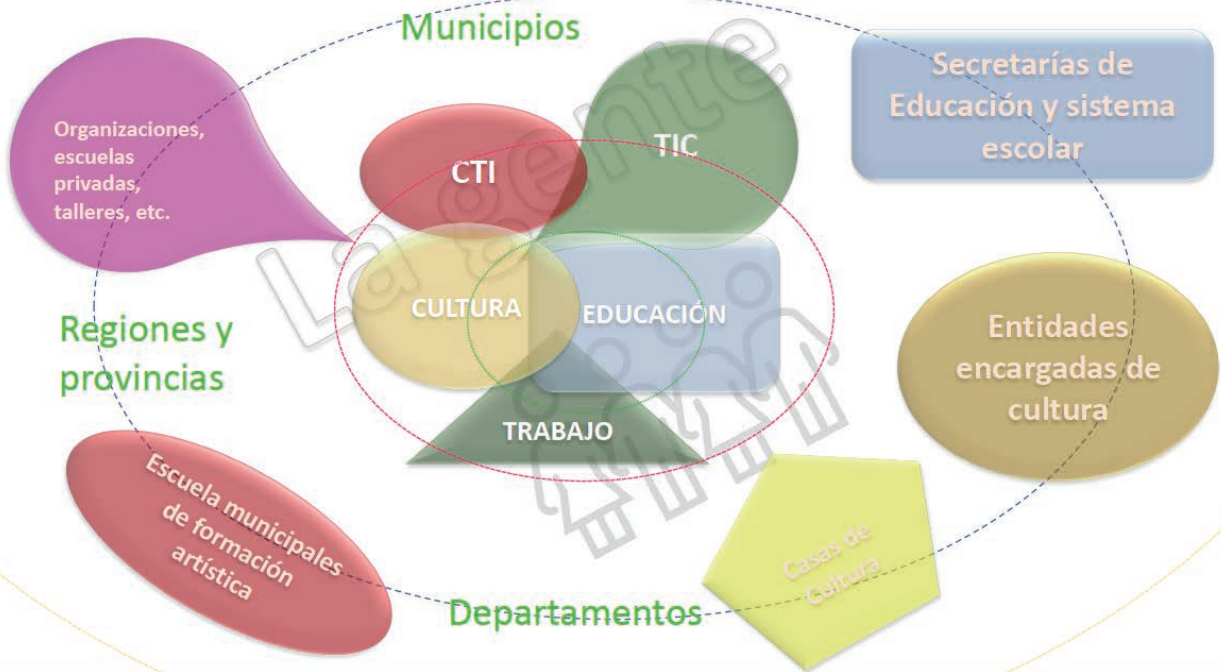 Municipios
Secretarías de
Educación y sistema
escolar
Organizaciones,
escuelas
privadas,
talleres, etc.
CTI
TIC
La gente
CULTURA
EDUCACIÓN
Regiones y
provincias
Entidades
encargadas de
cultura
TRABAJO
Escuela municipales
de formación
artística
Casas de
Cultura
Departamentos